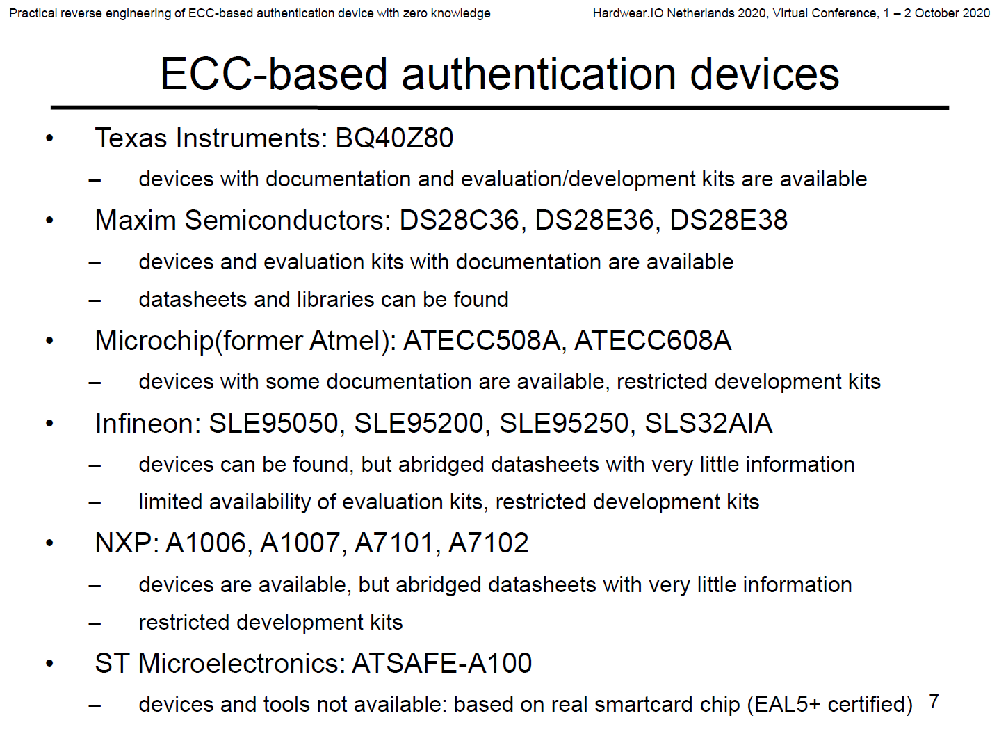 Practical reverse engineering of ECC-based authentication device with zero knowledge
Hardwear.IO Netherlands 2020, Virtual Conference, 1 – 2 October 2020
ECC-based authentication devices
• Texas Instruments: BQ40Z80
– devices with documentation and evaluation/development kits are available
• Maxim Semiconductors: DS28C36, DS28E36, DS28E38
– devices and evaluation kits with documentation are available
– datasheets and libraries can be found
• Microchip(former Atmel): ATECC508A, ATECC608A
– devices with some documentation are available, restricted development kits
• Infineon: SLE95050, SLE95200, SLE95250, SLS32AIA
– devices can be found, but abridged datasheets with very little information
– limited availability of evaluation kits, restricted development kits
• NXP: A1006, A1007, A7101, A7102
– devices are available, but abridged datasheets with very little information
– restricted development kits
• ST Microelectronics: ATSAFE-A100
– devices and tools not available: based on real smartcard chip (EAL5+ certified)
7